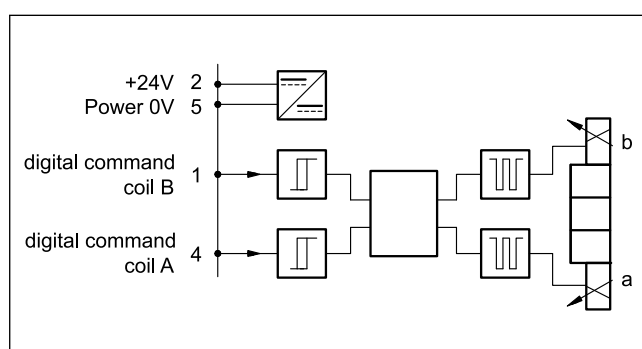 +24V 2
Power 0V 5
digital command
coil B 1
digital command
coil A 4
b
a